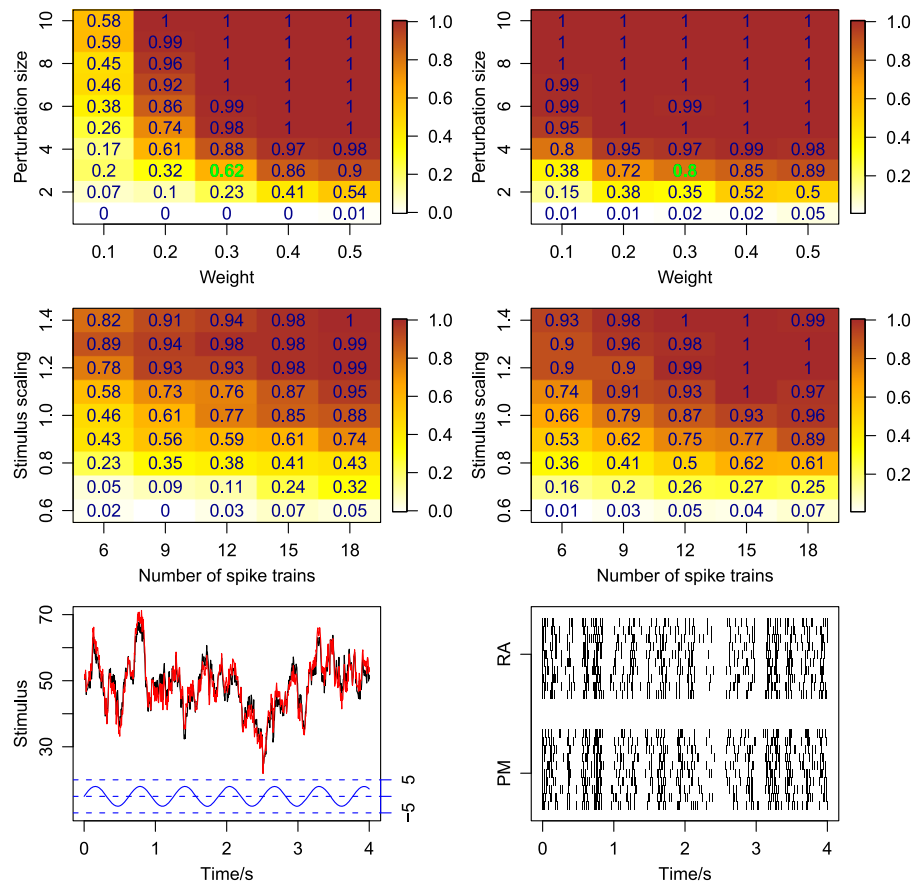 Perturbation size
10
8
6
4
2
0.58 1 1 1 1
0.59 0.99 1 1 1
0.45 0.96 1 1 1
0.46 0.92 1 1 1
0.38 0.86 0.99 1 1
0.26 0.74 0.98 1 1
0.17 0.61 0.88 0.97 0.98
0.2 0.32 0.62 0.86 0.9
0.07 0.1 0.23 0.41 0.54
0 0 0 0 0.01
0.1 0.2 0.3 0.4 0.5
Weight
1.0
0.8
0.6
0.4
0.2
0.0
Perturbation size
10
8
6
4
2
1 1 1 1 1
1 1 1 1 1
1 1 1 1 1
0.99 1 1 1 1
0.99 1 0.99 1 1
0.95 1 1 1 1
0.8 0.95 0.97 0.99 0.98
0.38 0.72 0.8 0.85 0.89
0.15 0.38 0.35 0.52 0.5
0.01 0.01 0.02 0.02 0.05
0.1 0.2 0.3 0.4 0.5
Weight
1.0
0.8
0.6
0.4
0.2
Stimulus scaling
1.4
1.2
1.0
0.8
0.6
0.82 0.91 0.94 0.98 1
0.89 0.94 0.98 0.98 0.99
0.78 0.93 0.93 0.98 0.99
0.58 0.73 0.76 0.87 0.95
0.46 0.61 0.77 0.85 0.88
0.43 0.56 0.59 0.61 0.74
0.23 0.35 0.38 0.41 0.43
0.05 0.09 0.11 0.24 0.32
0.02 0 0.03 0.07 0.05
6 9 12 15 18
Number of spike trains
1.0
0.8
0.6
0.4
0.2
0.0
Stimulus scaling
1.4
1.2
1.0
0.8
0.6
0.93 0.98 1 1 0.99
0.9 0.96 0.98 1 1
0.9 0.9 0.99 1 1
0.74 0.91 0.93 1 0.97
0.66 0.79 0.87 0.93 0.96
0.53 0.62 0.75 0.77 0.89
0.36 0.41 0.5 0.62 0.61
0.16 0.2 0.26 0.27 0.25
0.01 0.03 0.05 0.04 0.07
6 9 12 15 18
Number of spike trains
1.0
0.8
0.6
0.4
0.2
Stimulus
70
50
30
5
−5
0 1 2 3 4
Time/s
RA
PM
0 1 2 3 4
Time/s